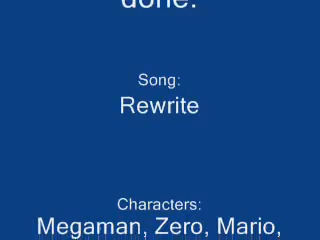 done.
Song:
Rewrite
Characters:
Megaman, Zero, Mario,